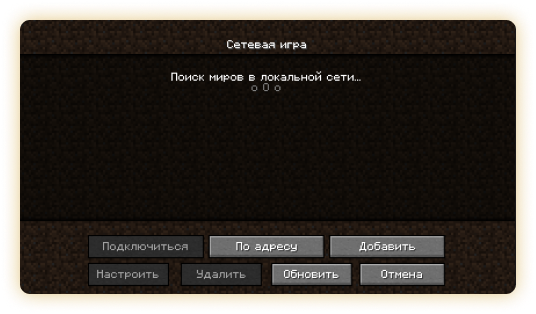 Сетевая игра
Поиск миров в локальной сети…
o O o
Подключиться По адресу Добавить
Настроить Удалить Обновить Отмена